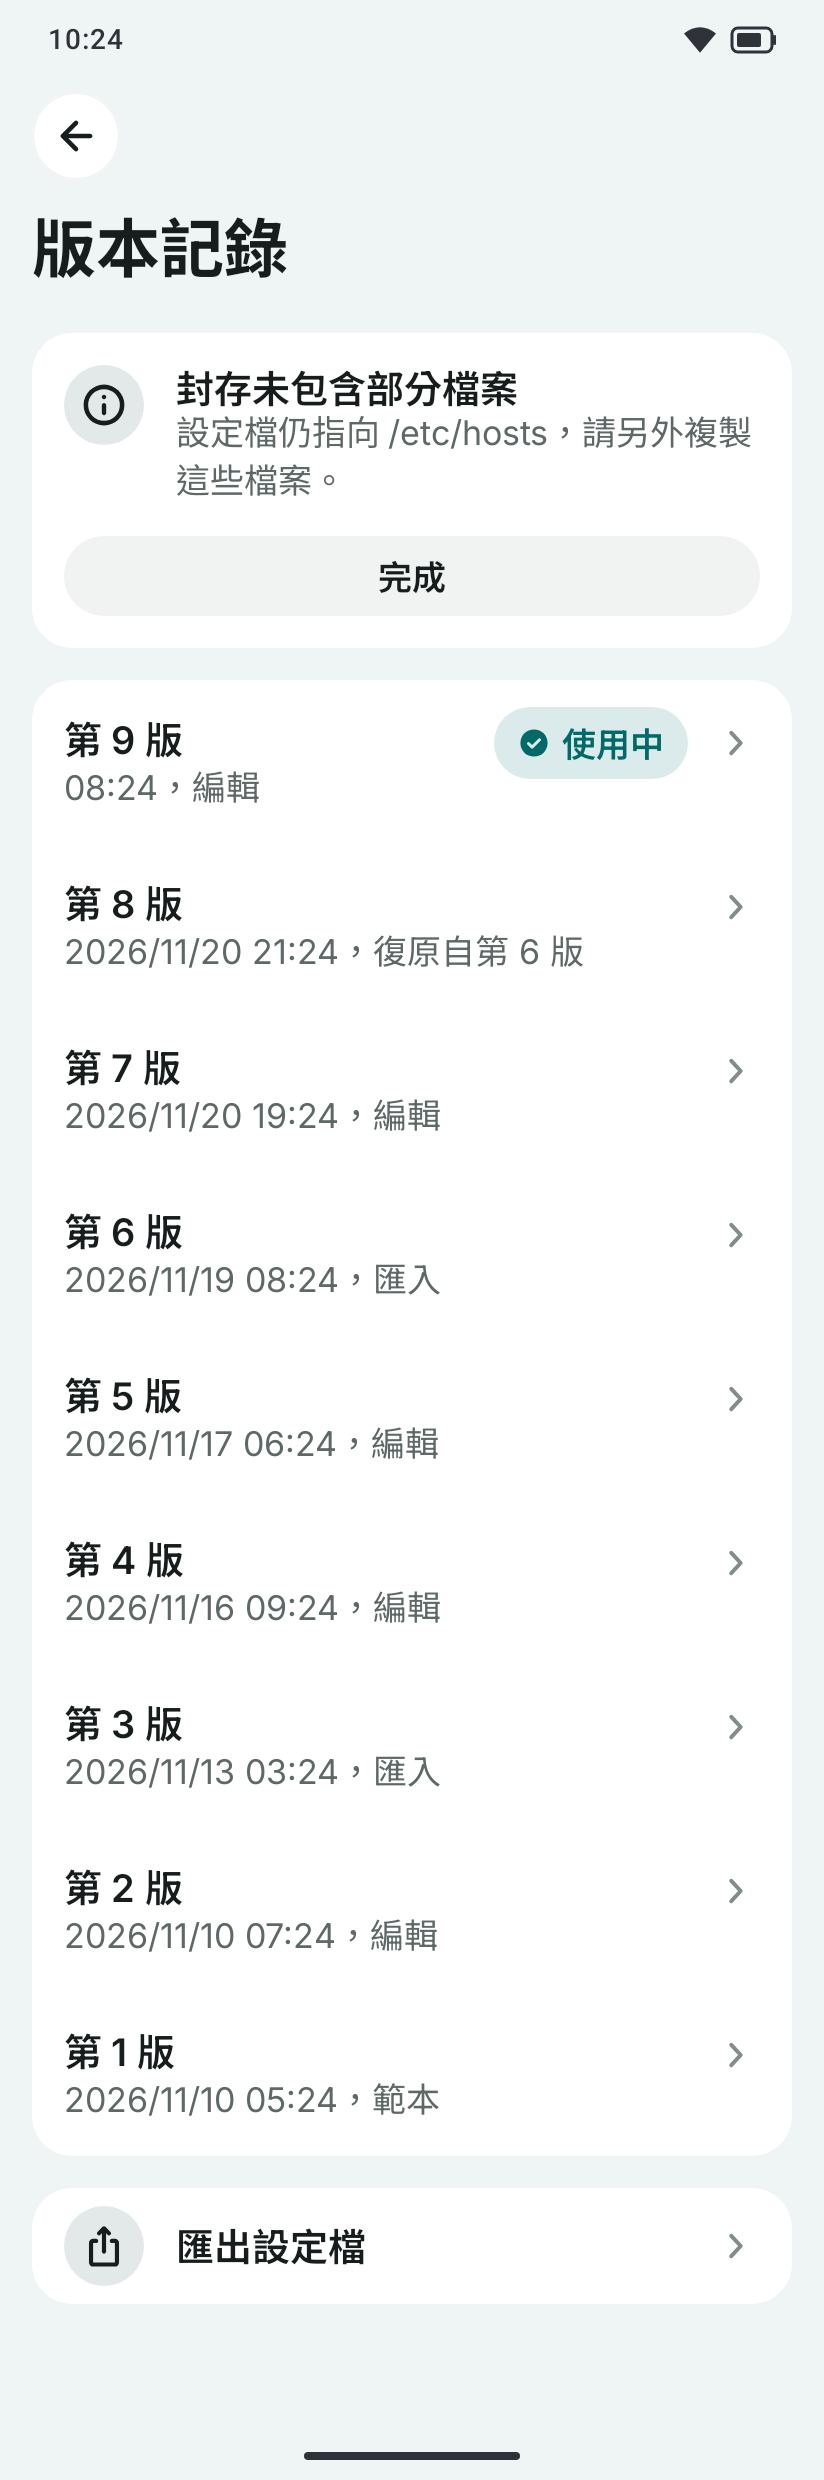 10:24
版本記錄
封存未包含部分檔案
設定檔仍指向 /etc/hosts，請另外複製
這些檔案。
完成
第 9 版
使用中
08:24，編輯
第 8 版
2026/11/20 21:24，復原自第 6 版
第 7 版
2026/11/20 19:24，編輯
第 6 版
2026/11/19 08:24，匯入
第 5 版
2026/11/17 06:24，編輯
第 4 版
2026/11/16 09:24，編輯
第 3 版
2026/11/13 03:24，匯入
第 2 版
2026/11/10 07:24，編輯
第 1 版
2026/11/10 05:24，範本
匯出設定檔